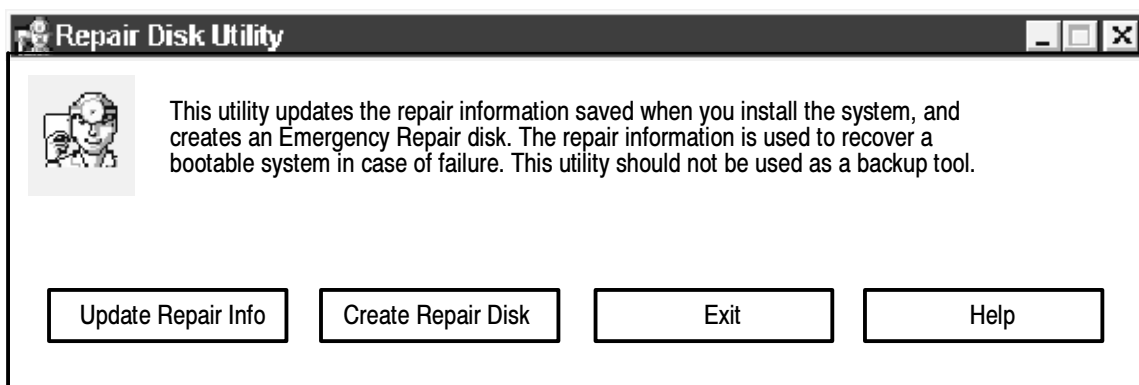 Repair Disk Utility
This utility updates the repair information saved when you install the system, and
creates an Emergency Repair disk. The repair information is used to recover a
bootable system in case of failure. This utility should not be used as a backup tool.
Update Repair Info
Create Repair Disk
Exit
Help